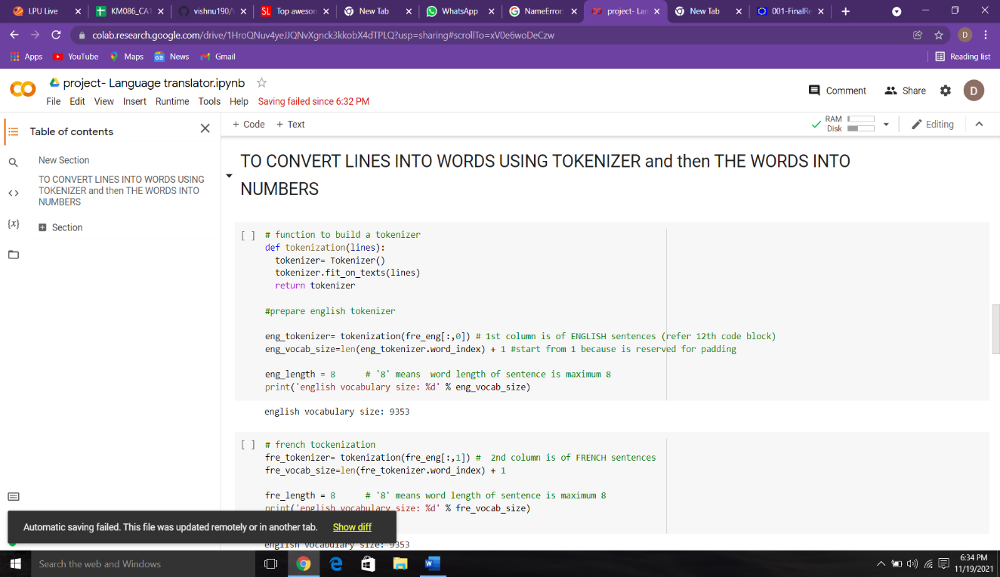 LPU Live
KM086_CA1
vishnu190/
SL Top awesom
New Tab
WhatsApp
NameError:
project- Lan
New Tab
001-FinalRe
colab.research.google.com/drive/1HroQNuv4yeJJQNvXgnck3kkobX4dTPLQ?usp=sharing#scrollTo=xV0e6woDeCzw
D
Apps
YouTube
Maps
GE News
Gmail
Reading list
project- Language translator.ipynb
File Edit View Insert Runtime Tools Help Saving failed since 6:32 PM
Comment
Share
D
Table of contents
New Section
TO CONVERT LINES INTO WORDS USING
TOKENIZER and then THE WORDS INTO
NUMBERS
Section
+ Code + Text
RAM
Disk
Editing
TO CONVERT LINES INTO WORDS USING TOKENIZER and then THE WORDS INTO
NUMBERS
[ ] # function to build a tokenizer
def tokenization(lines):
tokenizer= Tokenizer()
tokenizer.fit_on_texts(lines)
return tokenizer
#prepare english tokenizer
eng_tokenizer= tokenization(fre_eng[:,0]) # 1st column is of ENGLISH sentences (refer 12th code block)
eng_vocab_size=len(eng_tokenizer.word_index) + 1 #start from 1 because is reserved for padding
eng_length = 8 # '8' means word length of sentence is maximum 8
print('english vocabulary size: %d' % eng_vocab_size)
english vocabulary size: 9353
[ ] # french tockenization
fre_tokenizer= tokenization(fre_eng[:,1]) # 2nd column is of FRENCH sentences
fre_vocab_size=len(fre_tokenizer.word_index) + 1
fre_length = 8 # '8' means word length of sentence is maximum 8
print('english vocabulary size: %d' % fre_vocab_size)
english vocabulary size: 9353
{x}
Automatic saving failed. This file was updated remotely or in another tab. Show diff
Search the web and Windows
6:34 PM
11/19/2021